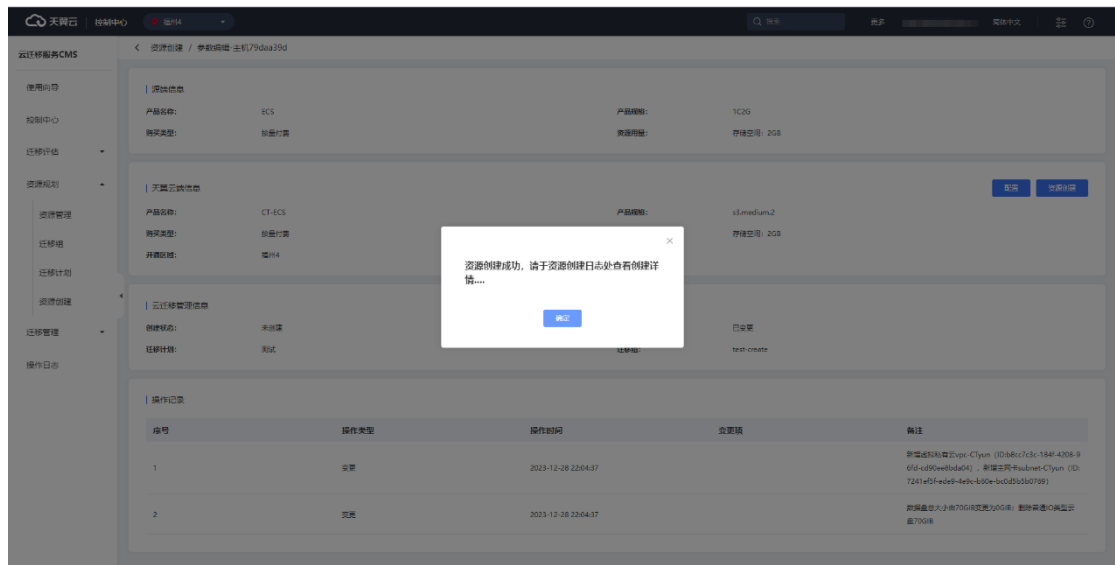 天翼云 控制中心 福州4 搜索 更多 简体中文
云迁移服务CMS
资源创建 / 参数编辑-主机79daa39d
使用向导
控制中心
迁移评估
资源规划
资源管理
迁移组
迁移计划
资源创建
迁移管理
操作日志
源端信息
产品名称: ECS 产品规格: 1C2G
购买类型: 按量付费 资源用量: 存储空间: 2GB
天翼云端信息 配置 资源创建
产品名称: CT-ECS 产品规格: s3.medium.2
购买类型: 按量付费 存储空间: 2GB
开通区域: 福州4
资源创建成功，请于资源创建日志处查看创建详
情....
确定
云迁移管理信息
创建状态: 未创建 已变更
迁移计划: 测试 迁移组: test-create
操作记录
序号 操作类型 操作时间 变更项 备注
1 变更 2023-12-28 22:04:37
新增虚拟私有云vpc-CTyun (ID:b8cc7c3c-184f-4208-9
6fd-cd90ee8bda04) ，新增主网卡subnet-CTyun (ID:
7241ef5f-ede9-4e9c-b60e-bc0d5b5b0769)
2 变更 2023-12-28 22:04:37
数据盘总大小由70GiB变更为0GiB; 删除普通IO类型云
盘70GiB